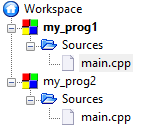 Workspace
my_prog1
Sources
main.cpp
my_prog2
Sources
main.cpp